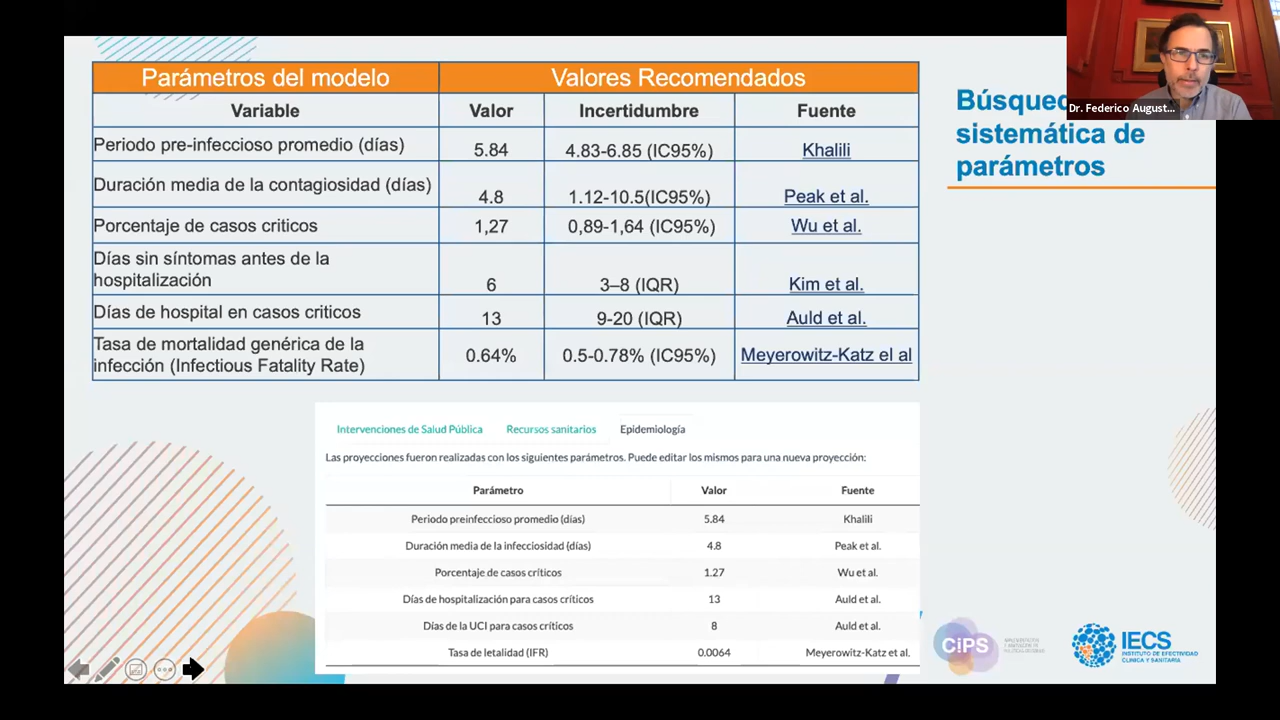 Parámetros del modelo Valores Recomendados
Variable Valor Incertidumbre Fuente
Periodo pre-infeccioso promedio (días) 5.84 4.83-6.85 (IC95%) Khalili
Duración media de la contagiosidad (días) 4.8 1.12-10.5(IC95%) Peak et al.
Porcentaje de casos criticos 1,27 0,89-1,64 (IC95%) Wu et al.
Días sin síntomas antes de la
hospitalización 6 3–8 (IQR) Kim et al.
Días de hospital en casos criticos 13 9-20 (IQR) Auld et al.
Tasa de mortalidad genérica de la
infección (Infectious Fatality Rate) 0.64% 0.5-0.78% (IC95%) Meyerowitz-Katz el al
Dr. Federico August...
sistemática de
parámetros
Intervenciones de Salud Pública Recursos sanitarios Epidemiología
Las proyecciones fueron realizadas con los siguientes parámetros. Puede editar los mismos para una nueva proyección:
Parámetro Valor Fuente
Periodo preinfeccioso promedio (días) 5.84 Khalili
Duración media de la infecciosidad (días) 4.8 Peak et al.
Porcentaje de casos críticos 1.27 Wu et al.
Días de hospitalización para casos críticos 13 Auld et al.
Días de la UCI para casos críticos 8 Auld et al.
Tasa de letalidad (IFR) 0.0064 Meyerowitz-Katz et al.
CiPS
IECS
INSTITUTO DE EFECTIVIDAD
CLÍNICA Y SANITARIA